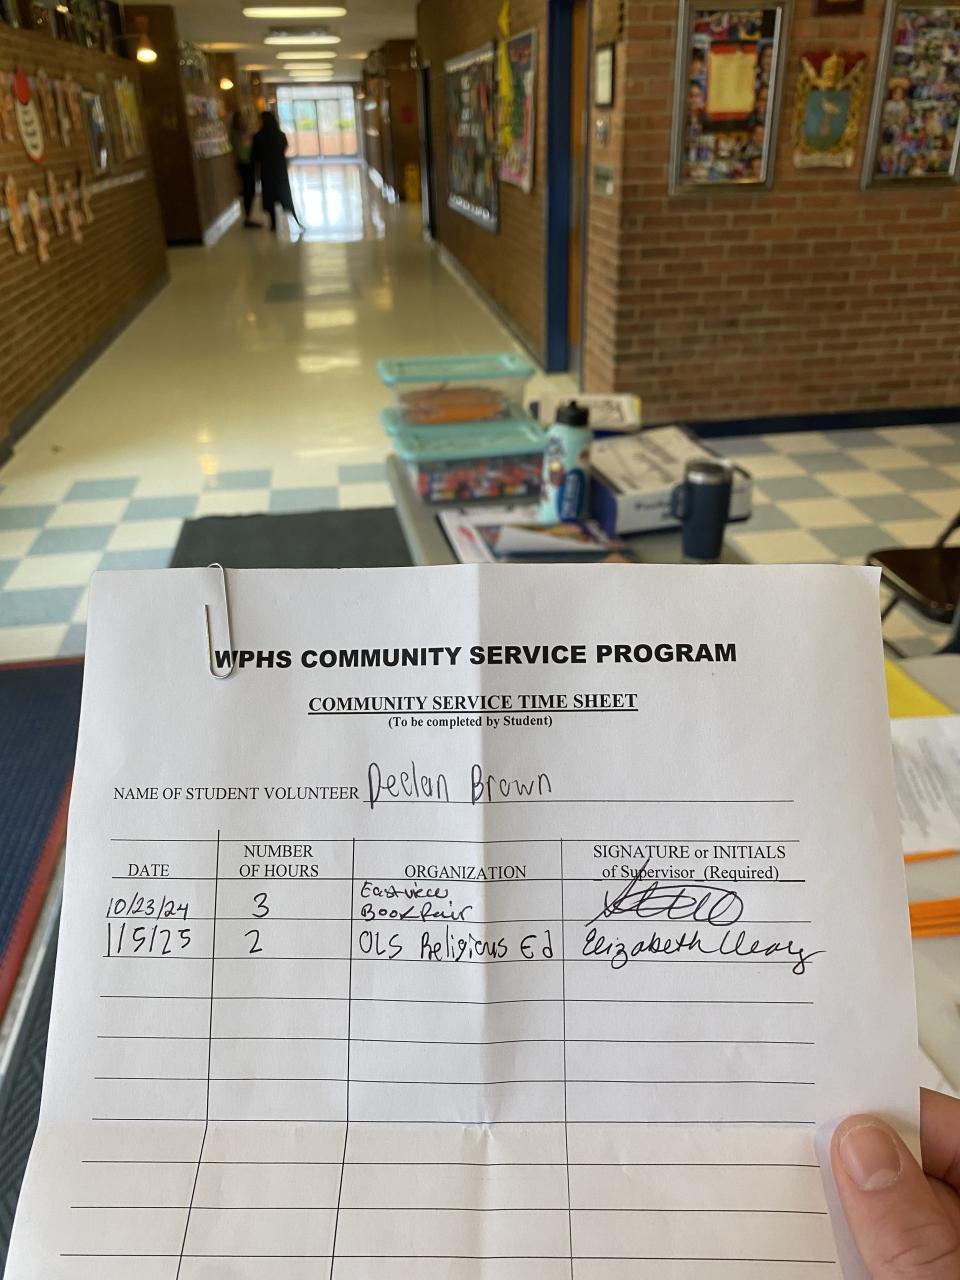 WPHS COMMUNITY SERVICE PROGRAM
COMMUNITY SERVICE TIME SHEET
(To be completed by Student)
NAME OF STUDENT VOLUNTEER Declan Brown
DATE
NUMBER
OF HOURS
ORGANIZATION
SIGNATURE or INITIALS
of Supervisor (Required)
10/23/24 3 Eastview
Book Fair
1/5/25 2 OLS Religious Ed Elizabeth Cleary